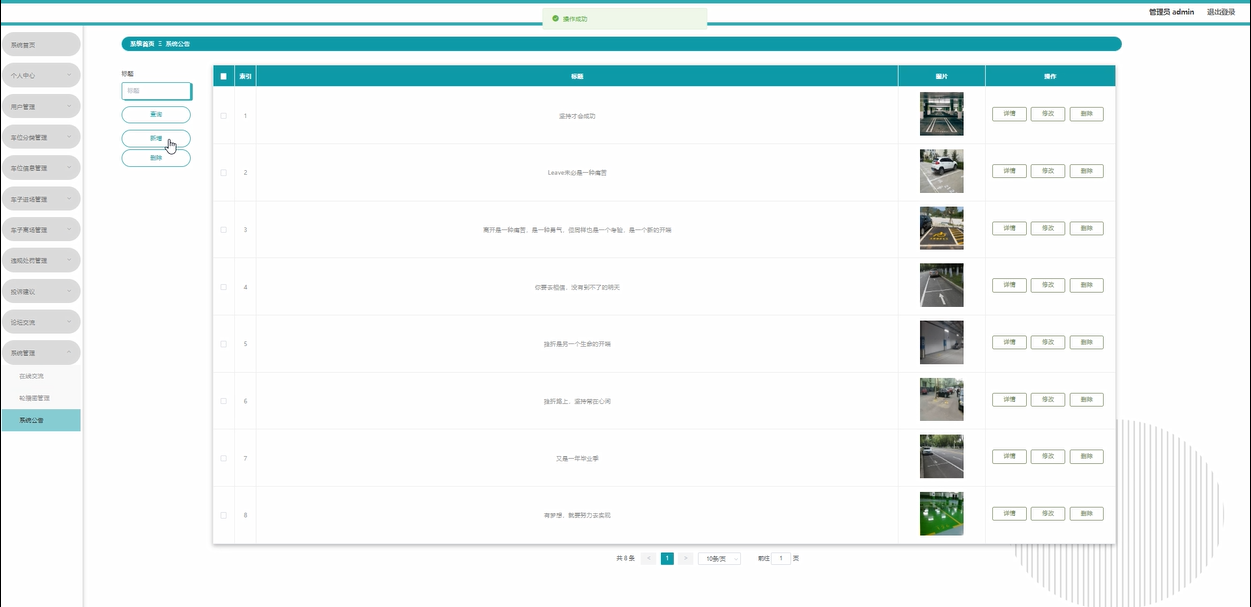 操作成功
管理员 admin 退出登录
系统首页
个人中心
用户管理
车位分类管理
车位信息管理
车子进场管理
车子离场管理
违规处罚管理
投诉建议
论坛交流
系统管理
在线交流
轮播图管理
系统公告
系统首页 Ξ 系统公告
标题
标题
查询
新增
删除
索引 标题 图片 操作
1 坚持才会成功 详情 修改 删除
2 Leave未必是一种痛苦 详情 修改 删除
3 离开是一种痛苦，是一种勇气，但同样也是一个考验，是一个新的开端 详情 修改 删除
4 你要去相信，没有到不了的明天 详情 修改 删除
5 挫折是另一个生命的开端 详情 修改 删除
6 挫折路上，坚持常在心间 详情 修改 删除
7 又是一年毕业季 详情 修改 删除
8 有梦想，就要努力去实现 详情 修改 删除
共 8 条 < 1 > 10条/页 前往 1 页